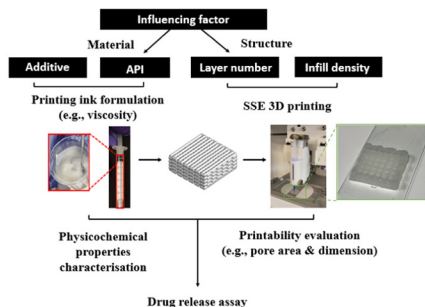 Influencing factor
Material
Structure
Additive
API
Layer number
Infill density
Printing ink formulation
(e.g., viscosity)
SSE 3D printing
Physicochemical
properties
characterisation
Printability evaluation
(e.g., pore area & dimension)
Drug release assay